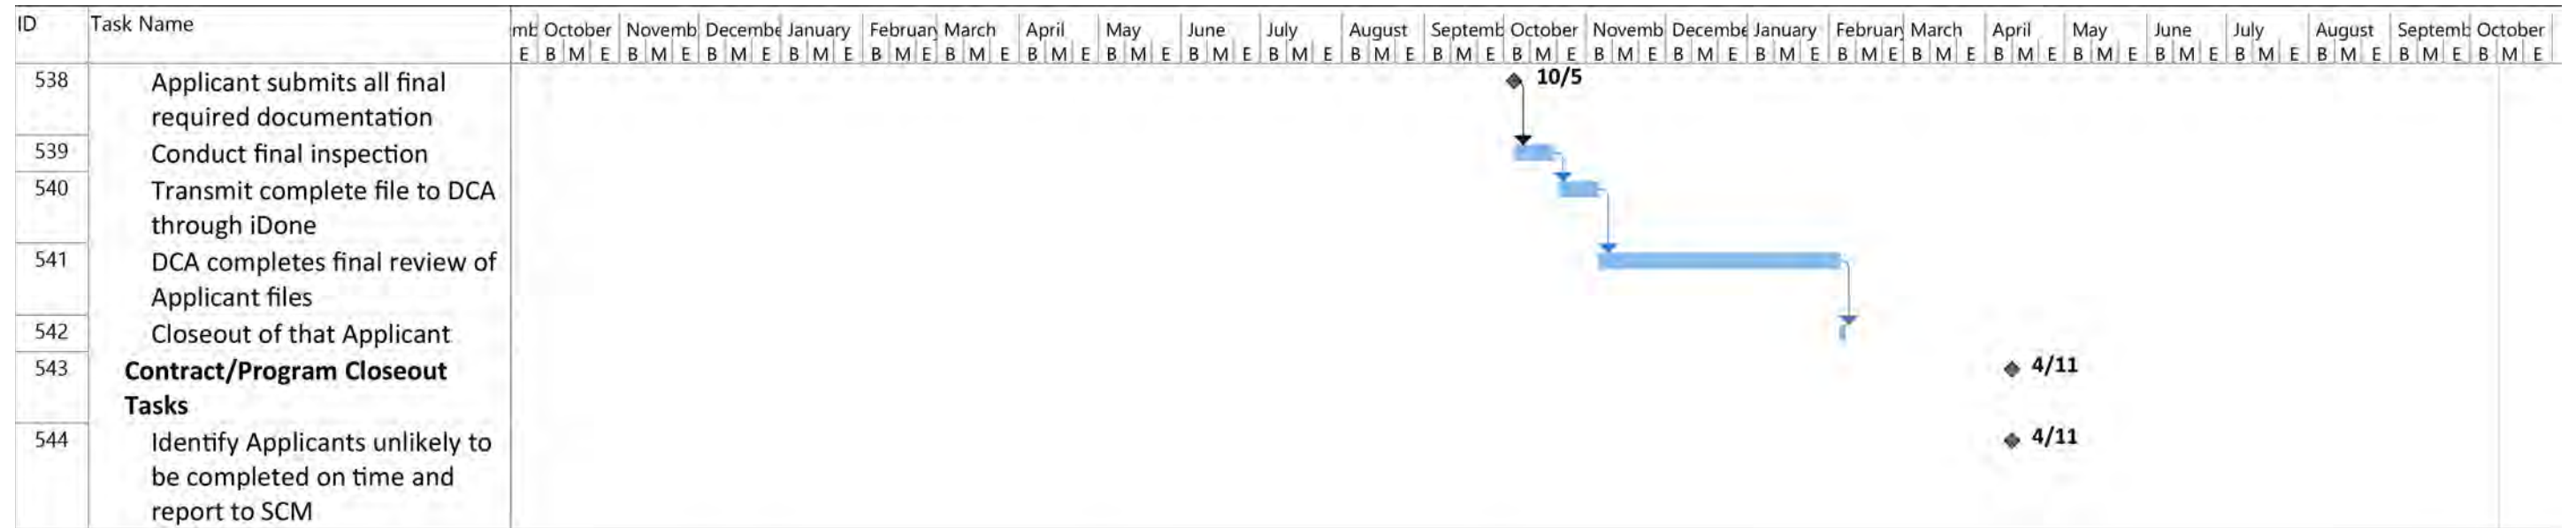 ID Task Name mb October Novemb Decembe January Februar March April May June July August Septemb October Novemb Decembe January Februar March April May June July August Septemb October
E B M E B M E B M E B M E B M E B M E B M E B M E B M E B M E B M E B M E B M E B M E B M E B M E B M E B M E B M E B M E B M E B M E B M E B M E B M E
538 Applicant submits all final 10/5
required documentation
539 Conduct final inspection
540 Transmit complete file to DCA
through iDone
541 DCA completes final review of
Applicant files
542 Closeout of that Applicant
543 Contract/Program Closeout 4/11
Tasks
544 Identify Applicants unlikely to 4/11
be completed on time and
report to SCM